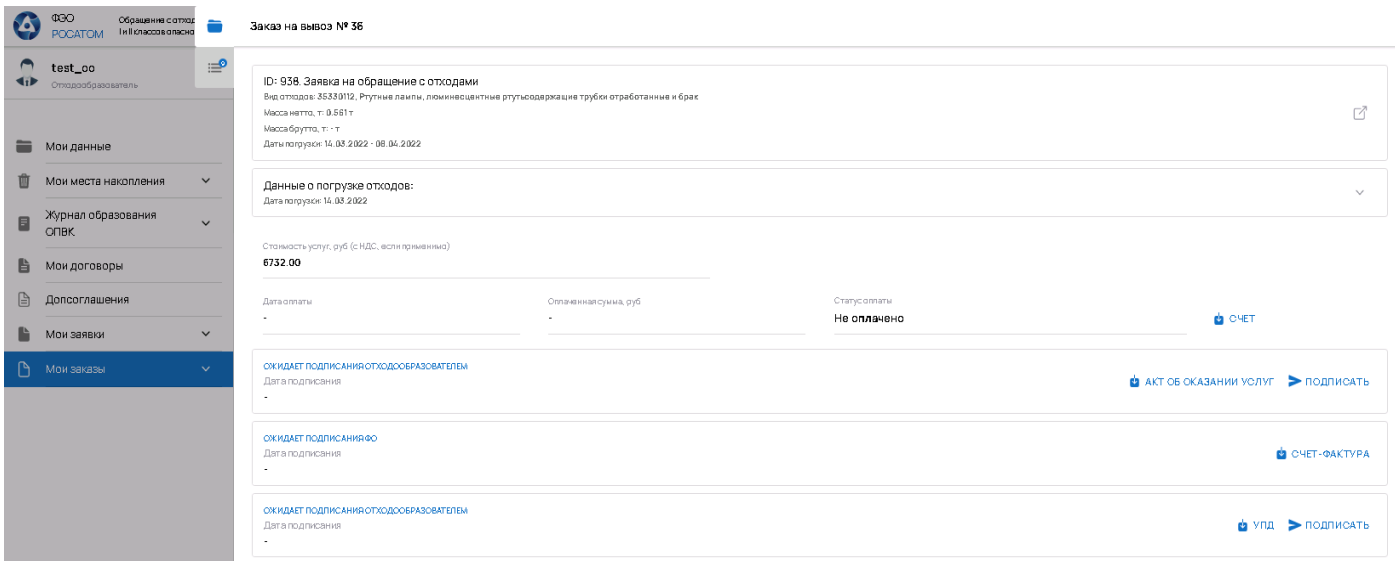 ФЭО
РОСАТОМ
Обращение с отход
I и II классов опасно
Заказ на вывоз № 36
test_oo
Отходообразователь
Мои данные
Мои места накопления
Журнал образования
ОПВК
Мои договоры
Допсоглашения
Мои заявки
Мои заказы
ID: 938. Заявка на обращение с отходами
Вид отходов: 35330112, Ртутные лампы, люминесцентные ртутьсодержащие трубки отработанные и брак
Масса нетто, т: 0.561 т
Масса брутто, т: - т
Даты погрузки: 14.03.2022 - 08.04.2022
Данные о погрузке отходов:
Дата погрузки: 14.03.2022
Стоимость услуг, руб (с НДС, если применимо)
6732.00
Дата оплаты
-
Оплаченная сумма, руб
-
Статус оплаты
Не оплачено
СЧЕТ
ОЖИДАЕТ ПОДПИСАНИЯ ОТХОДООБРАЗОВАТЕЛЕМ
Дата подписания
-
АКТ ОБ ОКАЗАНИИ УСЛУГ
ПОДПИСАТЬ
ОЖИДАЕТ ПОДПИСАНИЯ ФО
Дата подписания
-
СЧЕТ-ФАКТУРА
ОЖИДАЕТ ПОДПИСАНИЯ ОТХОДООБРАЗОВАТЕЛЕМ
Дата подписания
-
УПД
ПОДПИСАТЬ